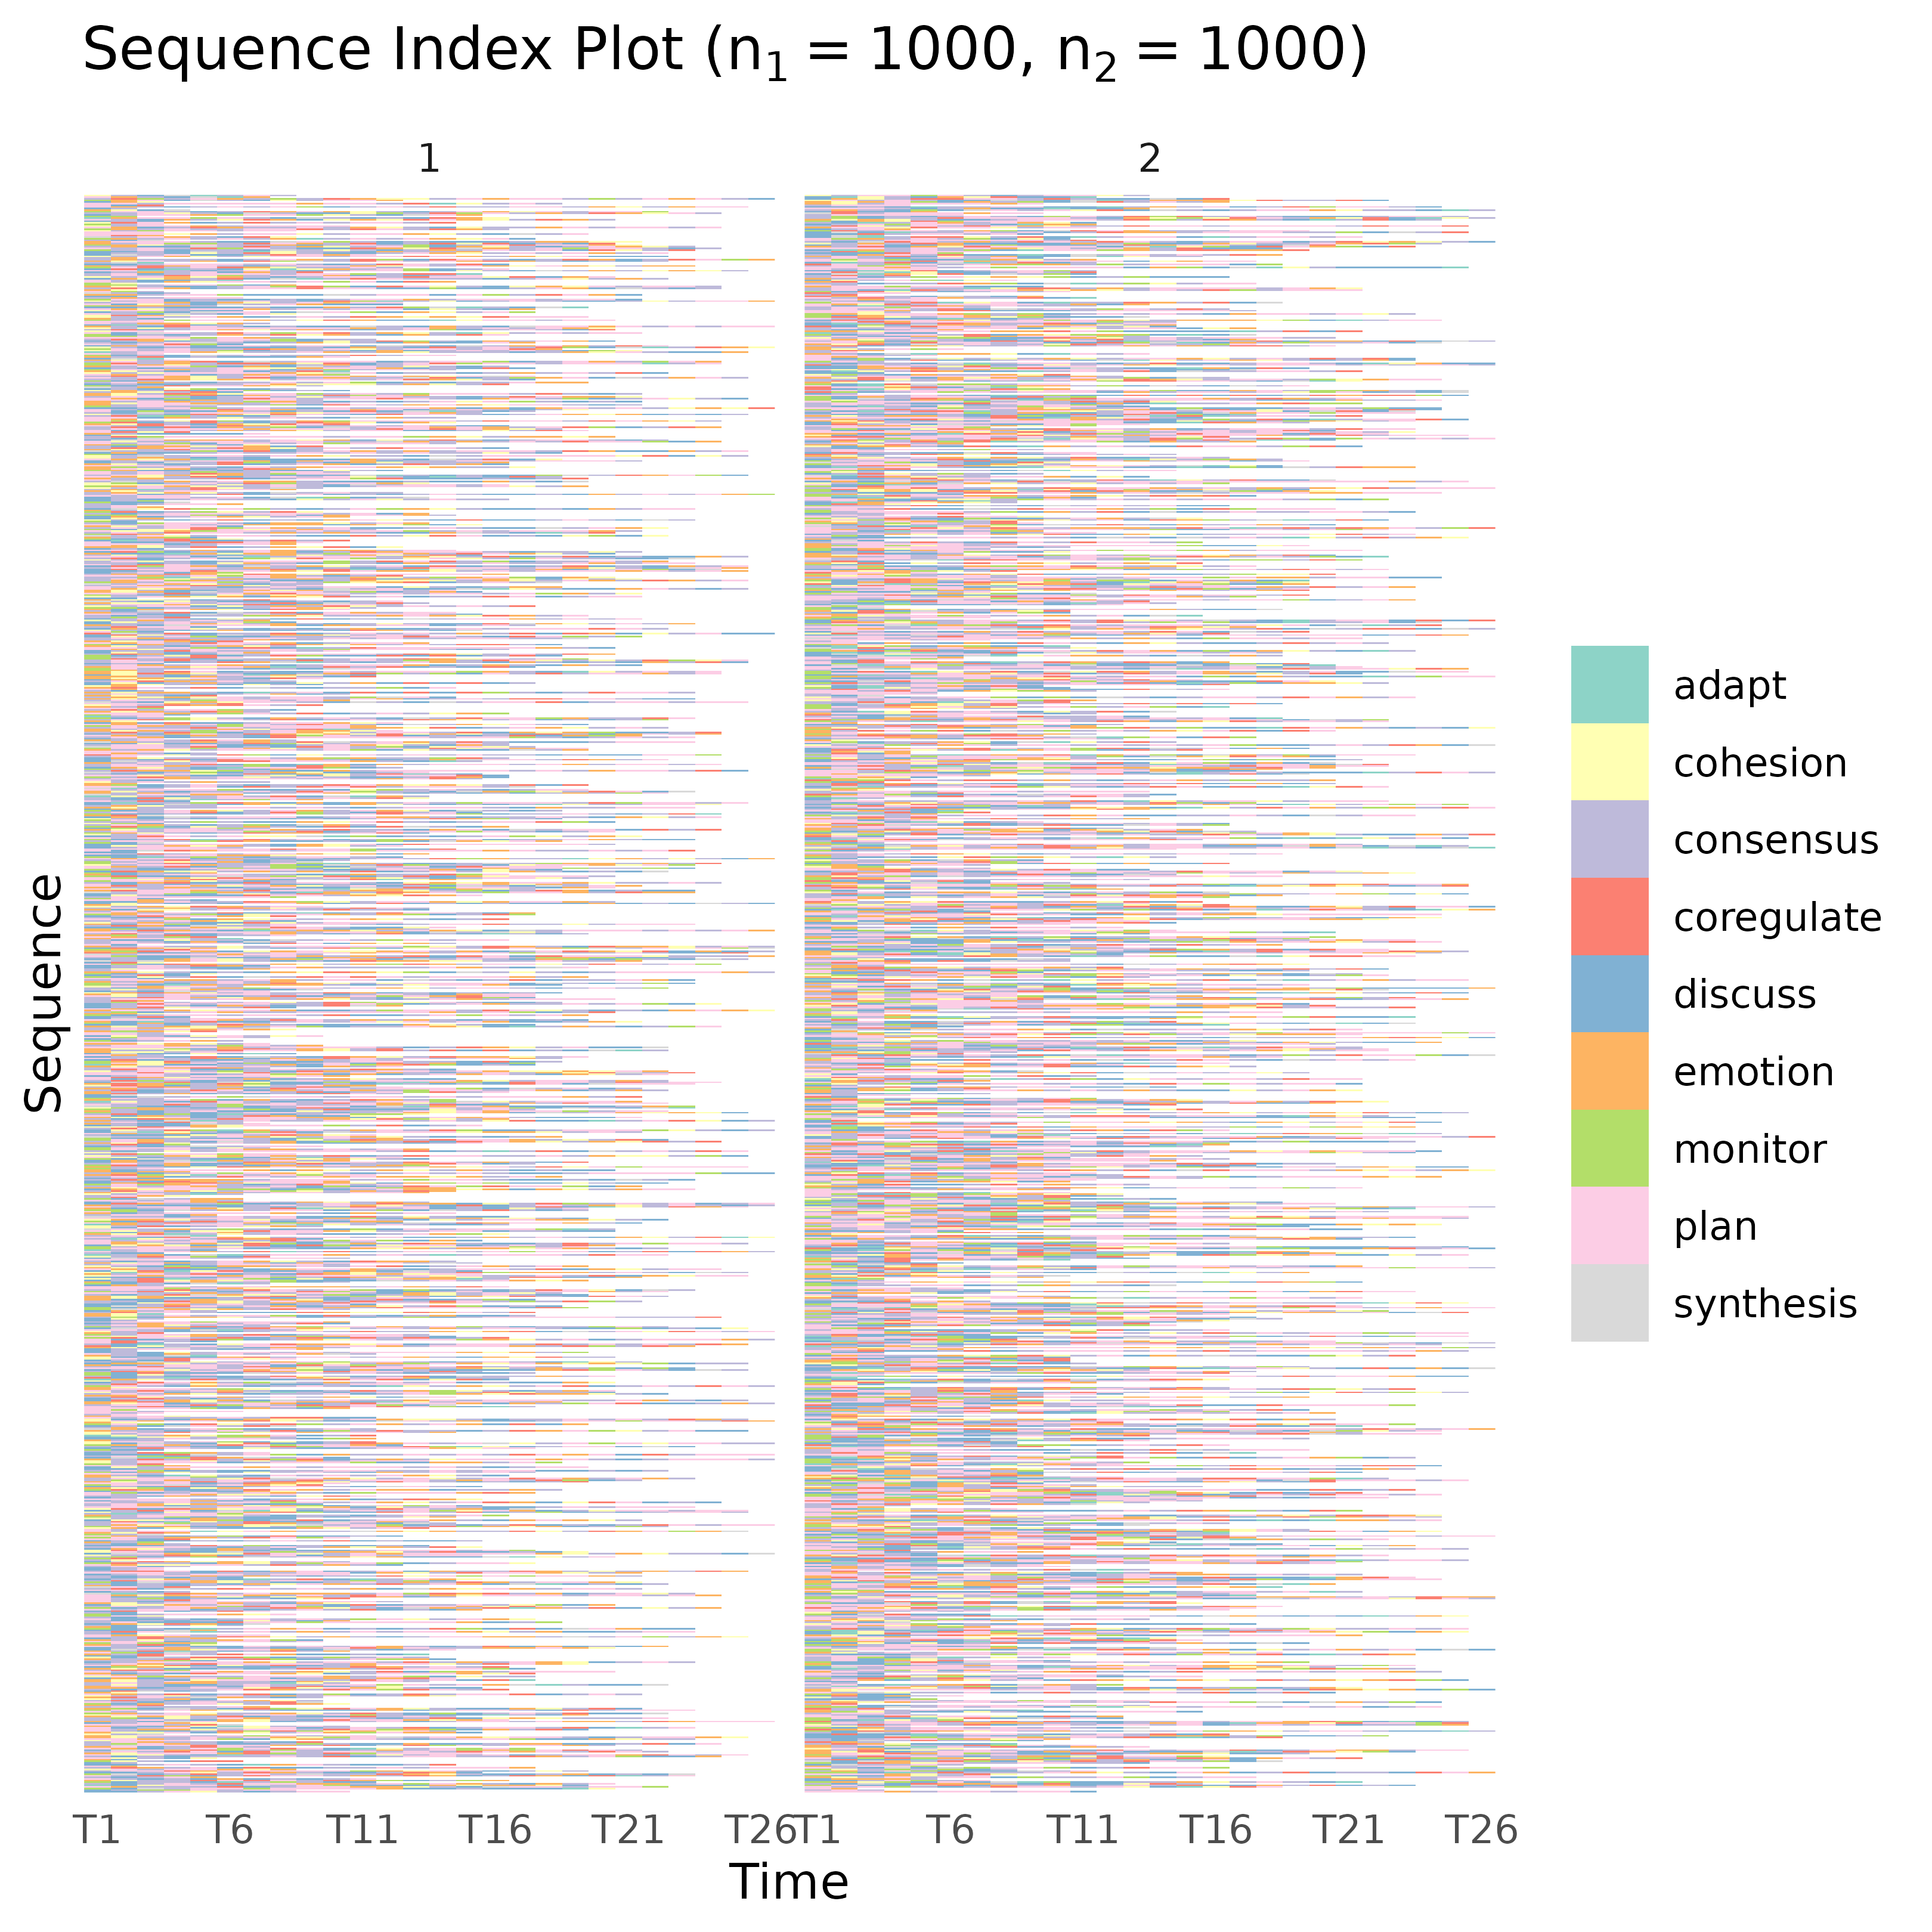 Sequence Index Plot (n₁ = 1000, n₂ = 1000)
1
2
Sequence
T1 T6 T11 T16 T21 T26 T1 T6 T11 T16 T21 T26
Time
adapt
cohesion
consensus
coregulate
discuss
emotion
monitor
plan
synthesis